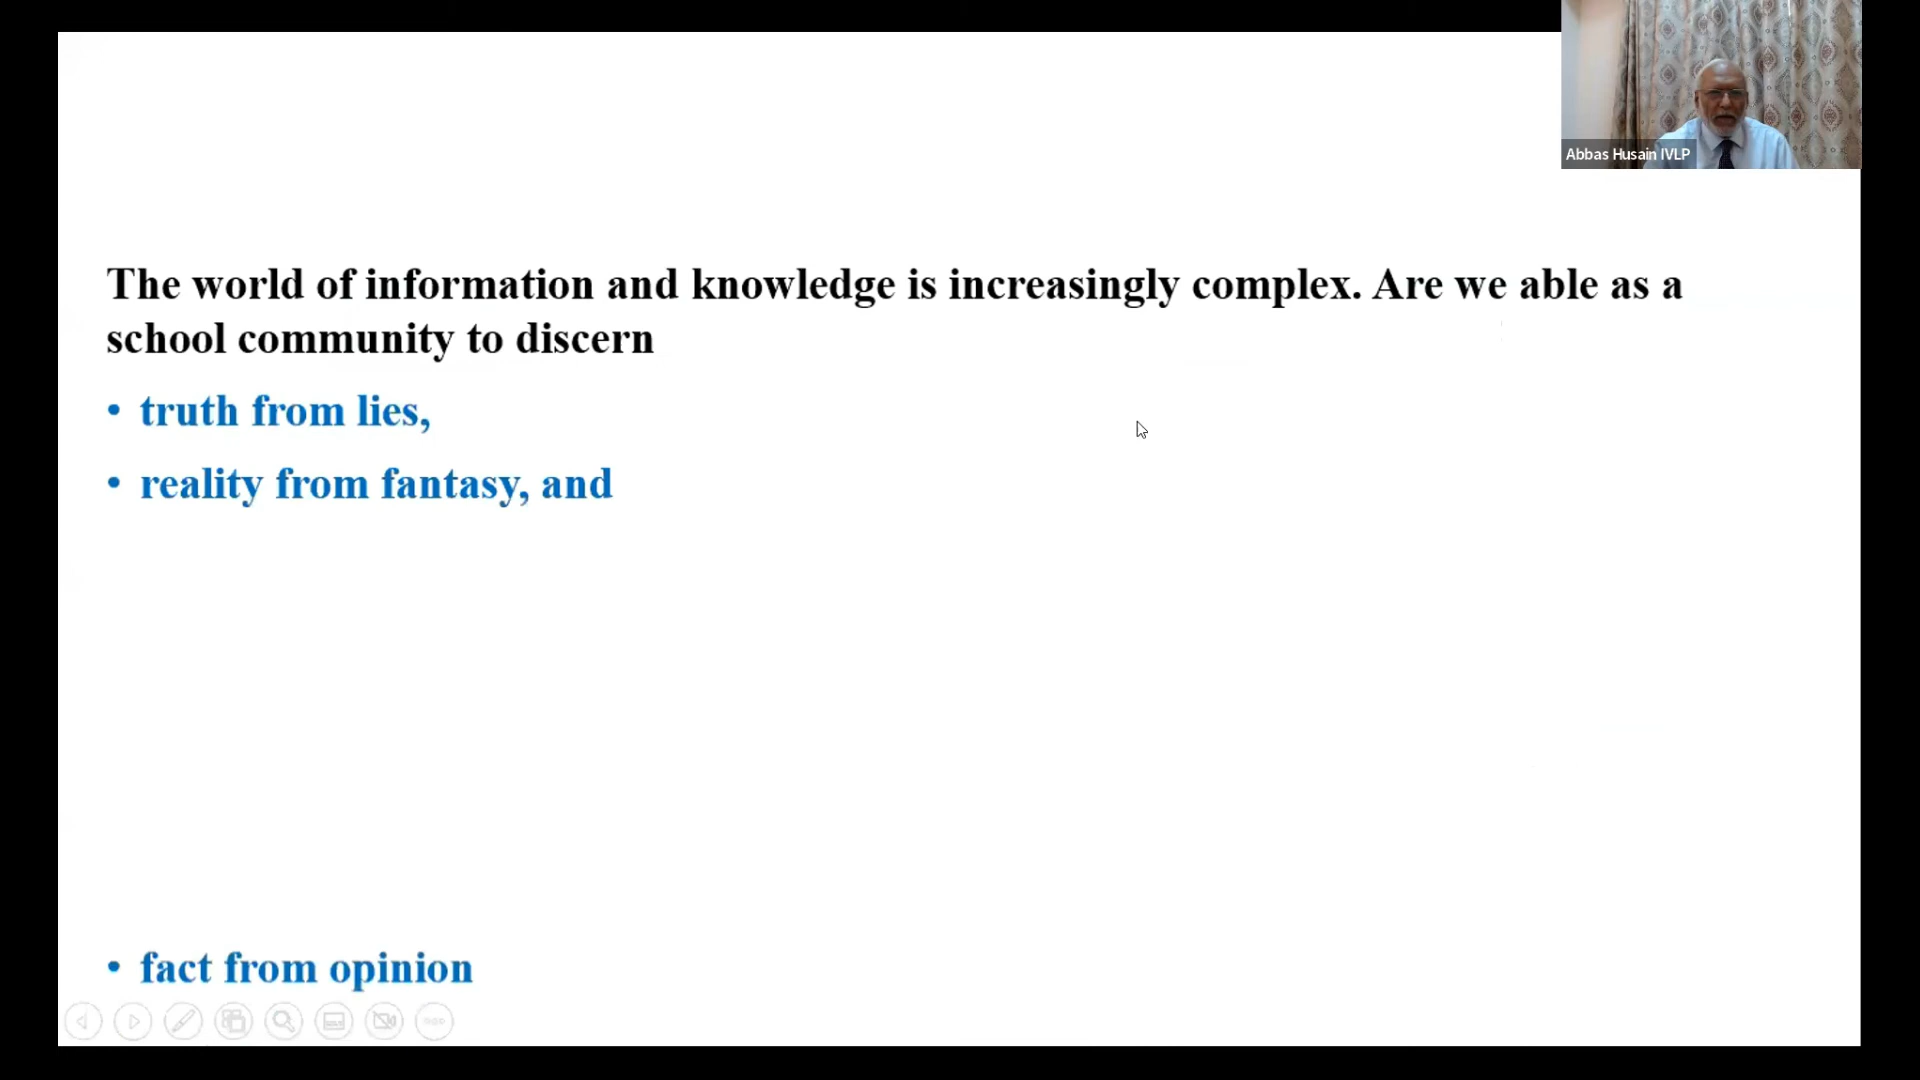 Abbas Husain IVLP
The world of information and knowledge is increasingly complex. Are we able as a
school community to discern
• truth from lies,
• reality from fantasy, and
• fact from opinion